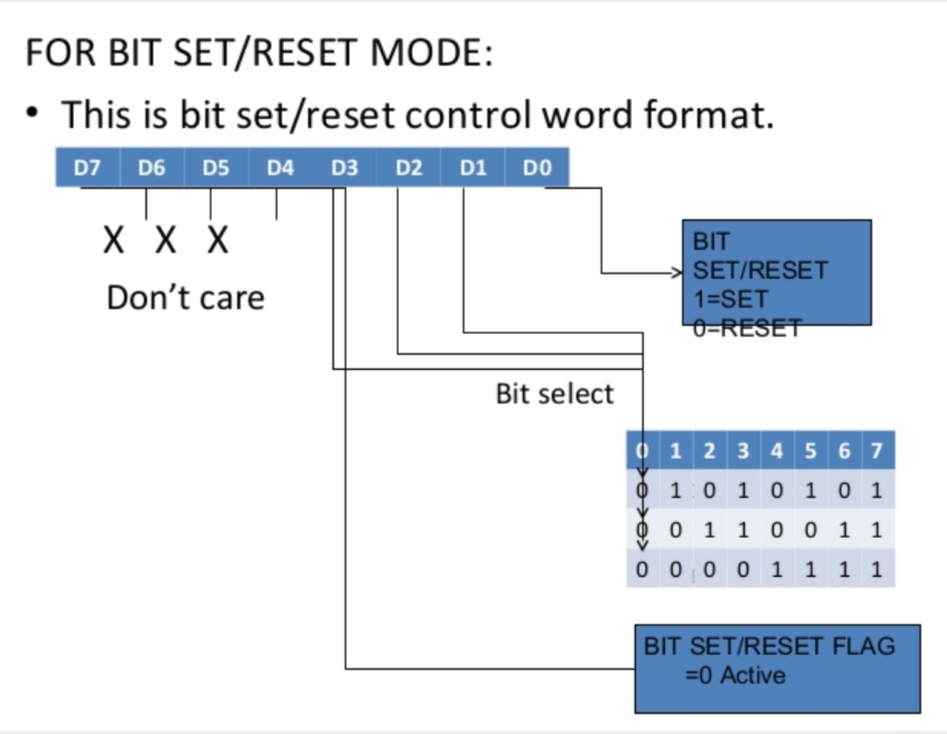 FOR BIT SET/RESET MODE:
• This is bit set/reset control word format.
D7 D6 D5 D4 D3 D2 D1 D0
X X X
Don't care
BIT
SET/RESET
1=SET
0=RESET
Bit select
0 1 2 3 4 5 6 7
0 1 0 1 0 1 0 1
0 0 1 1 0 0 1 1
0 0 0 0 1 1 1 1
BIT SET/RESET FLAG
=0 Active